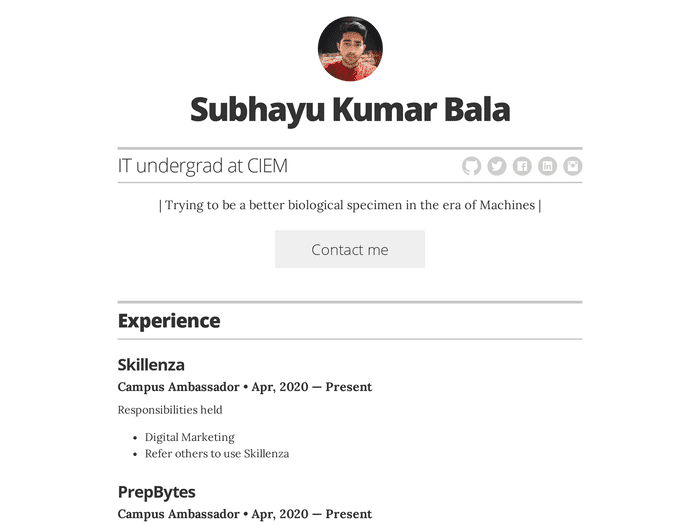 Subhayu Kumar Bala
IT undergrad at CIEM
| Trying to be a better biological specimen in the era of Machines |
Contact me
Experience
Skillenza
Campus Ambassador • Apr, 2020 — Present
Responsibilities held
• Digital Marketing
• Refer others to use Skillenza
PrepBytes
Campus Ambassador • Apr, 2020 — Present